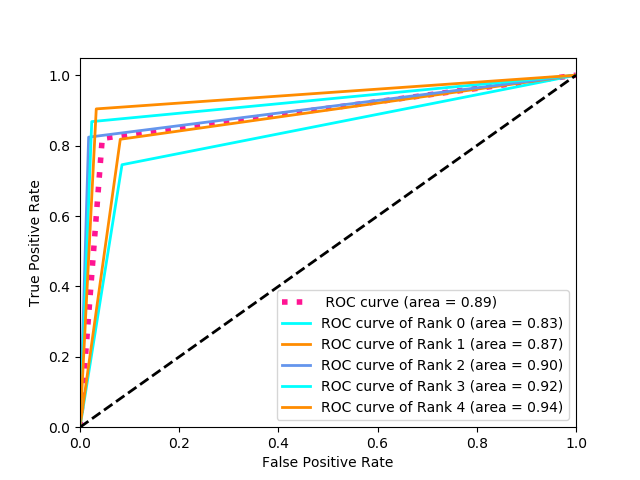 1.0
0.8
0.6
0.4
0.2
0.0
True Positive Rate
ROC curve (area = 0.89)
ROC curve of Rank 0 (area = 0.83)
ROC curve of Rank 1 (area = 0.87)
ROC curve of Rank 2 (area = 0.90)
ROC curve of Rank 3 (area = 0.92)
ROC curve of Rank 4 (area = 0.94)
0.0 0.2 0.4 0.6 0.8 1.0
False Positive Rate